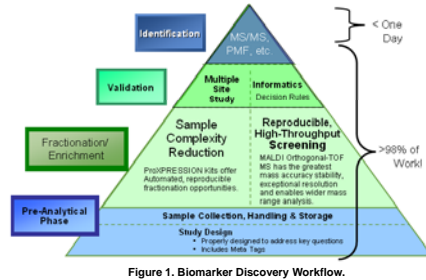 Identification
MS/MS,
PMF, etc.
< One
Day
Validation
Multiple
Site
Study
Informatics
Decision Rules
Fractionation/
Enrichment
Sample
Complexity
Reduction
ProXPRESSION Kits offer
Automated, reproducible
fractionation opportunities.
Reproducible,
High-Throughput
Screening
MALDI Orthogonal-TOF
MS has the greatest
mass accuracy stability,
exceptional resolution
and enables wider mass
range analysis.
>98% of
Work!
Pre-Analytical
Phase
Sample Collection, Handling & Storage
Study Design
• Properly designed to address key questions
• Includes Meta Tags
Figure 1. Biomarker Discovery Workflow.